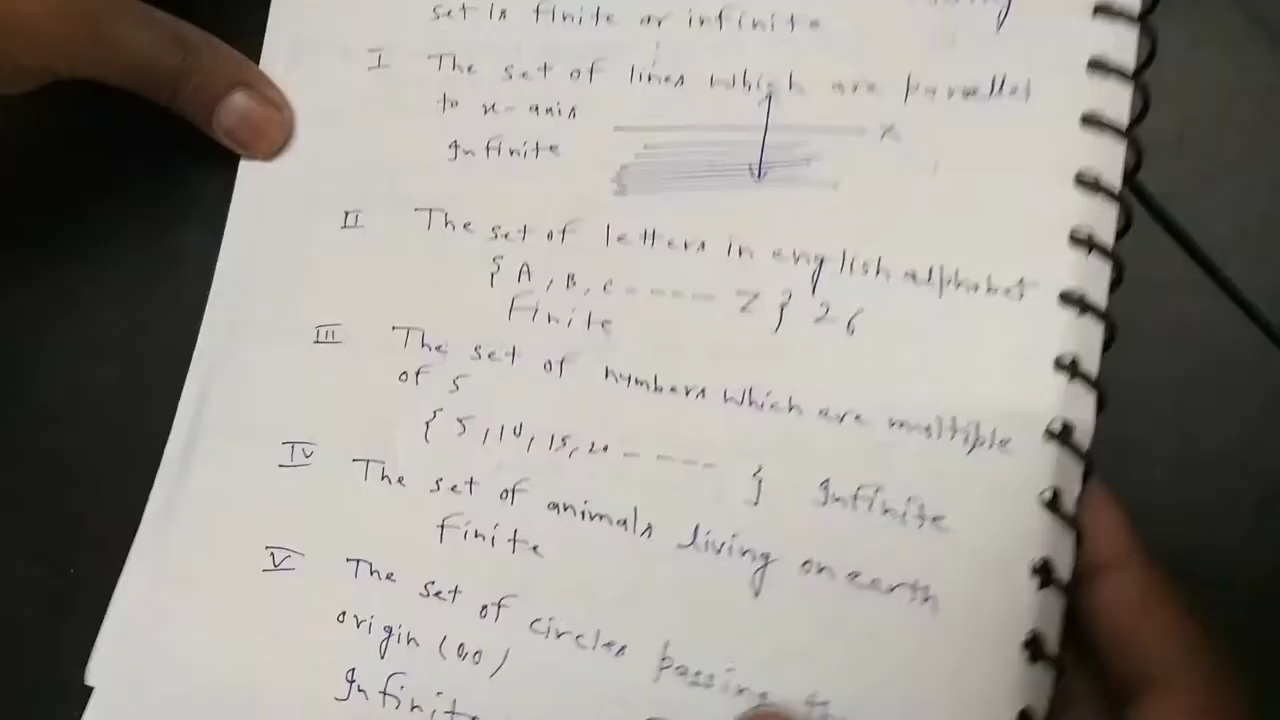 set is finite or infinite
I The set of lines which are parallel
to x-axis
x
Infinite
II The set of letters in english alphabet
{ A, B, c ----- Z } 26
Finite
III The set of numbers which are multiple
of 5
{ 5, 10, 15, 20 ---- } Infinite
IV The set of animals living on earth
Finite
V The set of circles passing
origin (0,0)
Infinite